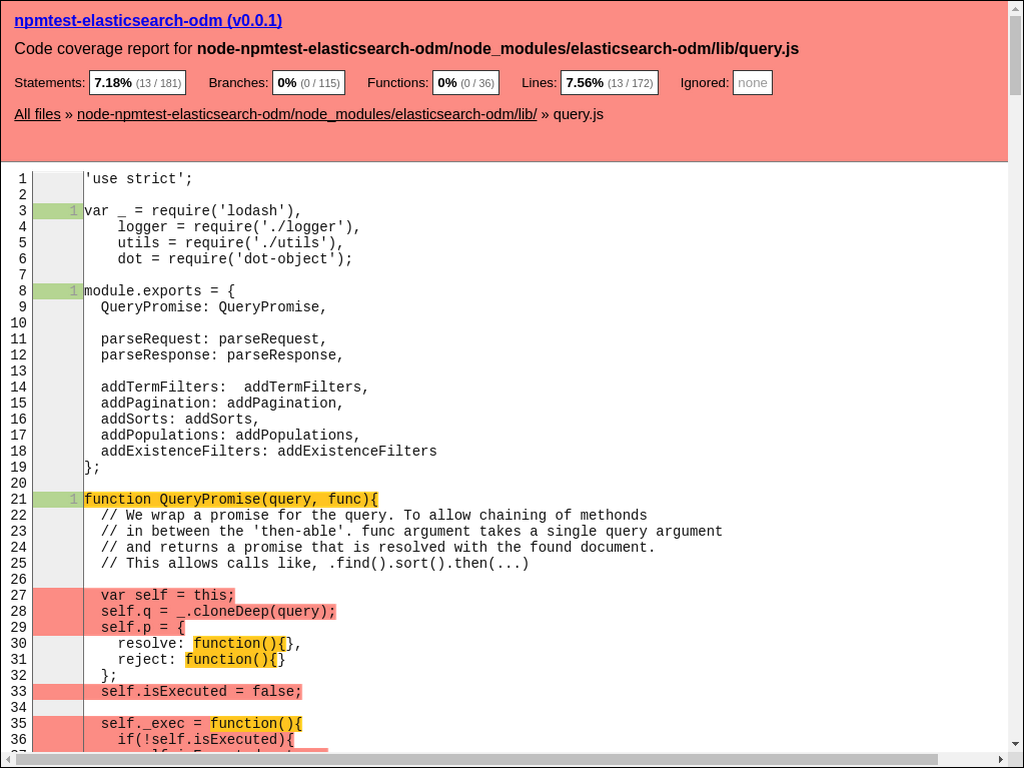 npmtest-elasticsearch-odm (v0.0.1)
Code coverage report for node-npmtest-elasticsearch-odm/node_modules/elasticsearch-odm/lib/query.js
Statements: 7.18% (13 / 181) Branches: 0% (0 / 115) Functions: 0% (0 / 36) Lines: 7.56% (13 / 172) Ignored: none
All files » node-npmtest-elasticsearch-odm/node_modules/elasticsearch-odm/lib/ » query.js
1 'use strict';
2
3 1 var _ = require('lodash'),
4 logger = require('./logger'),
5 utils = require('./utils'),
6 dot = require('dot-object');
7
8 1 module.exports = {
9 QueryPromise: QueryPromise,
10
11 parseRequest: parseRequest,
12 parseResponse: parseResponse,
13
14 addTermFilters:  addTermFilters,
15 addPagination: addPagination,
16 addSorts: addSorts,
17 addPopulations: addPopulations,
18 addExistenceFilters: addExistenceFilters
19 };
20
21 1 function QueryPromise(query, func){
22 // We wrap a promise for the query. To allow chaining of methonds
23 // in between the 'then-able'. func argument takes a single query argument
24 // and returns a promise that is resolved with the found document.
25 // This allows calls like, .find().sort().then(...)
26
27 var self = this;
28 self.q = _.cloneDeep(query);
29 self.p = {
30 resolve: function(){},
31 reject: function(){}
32 };
33 self.isExecuted = false;
34
35 self._exec = function(){
36 if(!self.isExecuted){